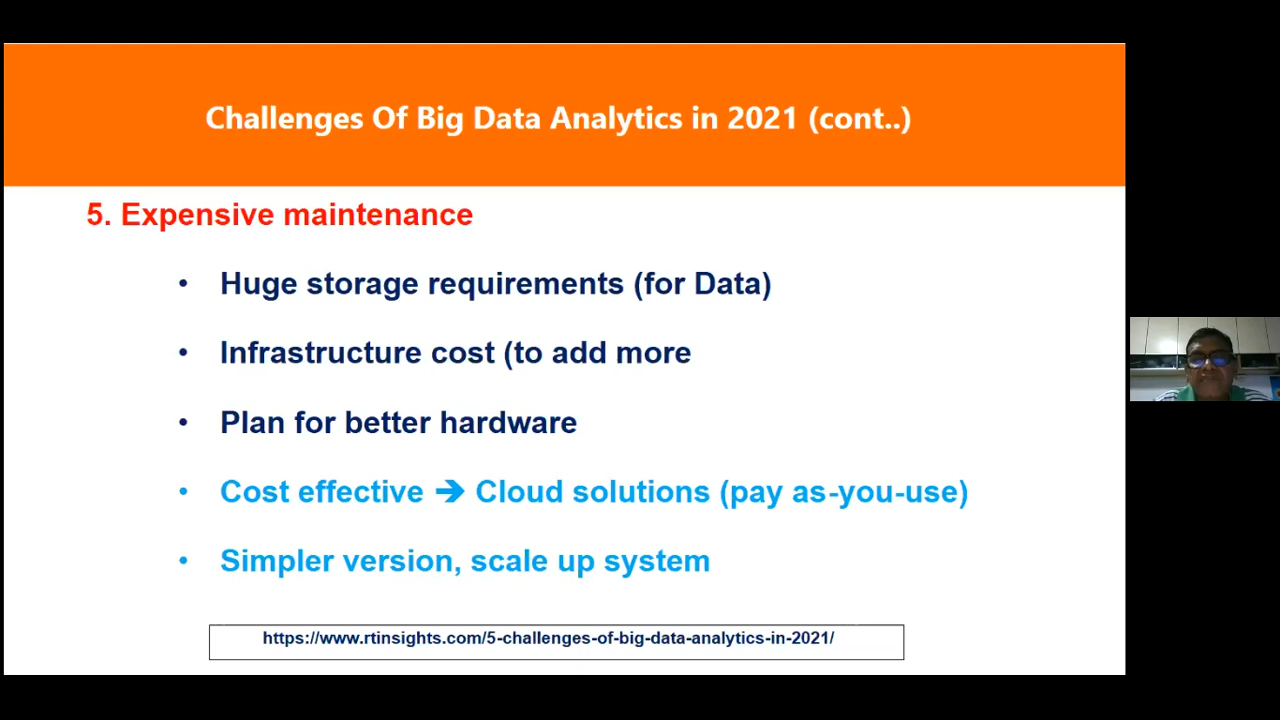 Challenges Of Big Data Analytics in 2021 (cont..)
5. Expensive maintenance
• Huge storage requirements (for Data)
• Infrastructure cost (to add more
• Plan for better hardware
• Cost effective ➔ Cloud solutions (pay as-you-use)
• Simpler version, scale up system
https://www.rtinsights.com/5-challenges-of-big-data-analytics-in-2021/